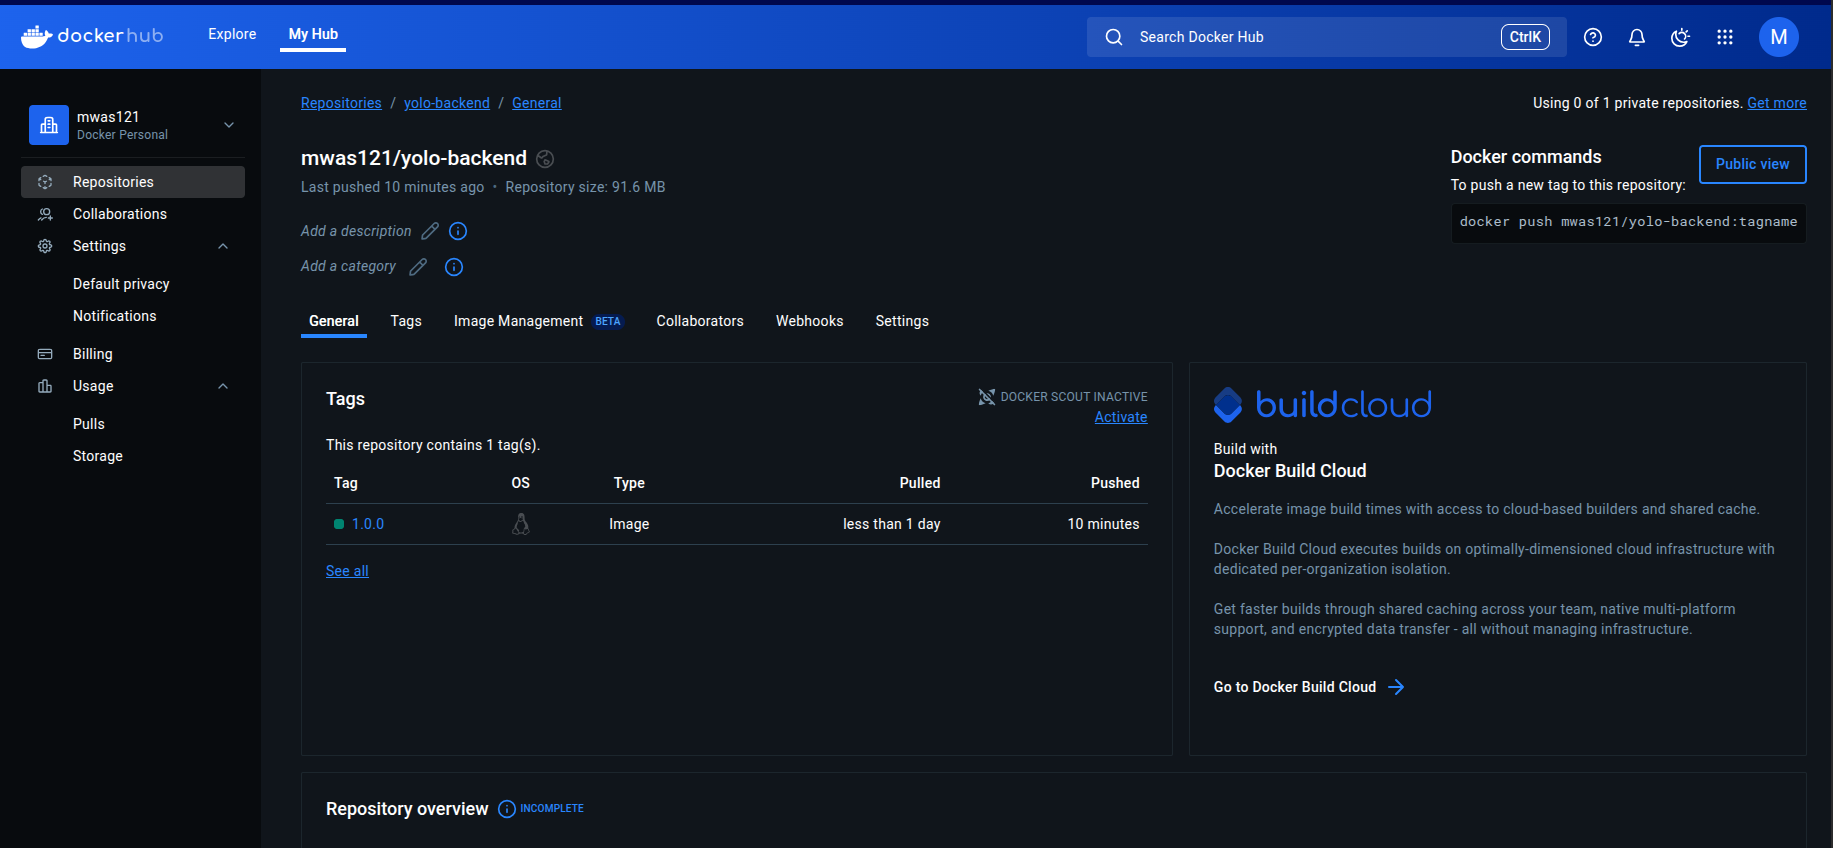 dockerhub
Explore
My Hub
Search Docker Hub
CtrlK
M
mwas121
Docker Personal
Repositories
Collaborations
Settings
Default privacy
Notifications
Billing
Usage
Pulls
Storage
Repositories / yolo-backend / General
Using 0 of 1 private repositories. Get more
mwas121/yolo-backend
Last pushed 10 minutes ago • Repository size: 91.6 MB
Add a description
Add a category
Docker commands
Public view
To push a new tag to this repository:
docker push mwas121/yolo-backend:tagname
General
Tags
Image Management BETA
Collaborators
Webhooks
Settings
Tags
DOCKER SCOUT INACTIVE
Activate
This repository contains 1 tag(s).
Tag OS Type Pulled Pushed
1.0.0 Image less than 1 day 10 minutes
See all
buildcloud
Build with
Docker Build Cloud
Accelerate image build times with access to cloud-based builders and shared cache.
Docker Build Cloud executes builds on optimally-dimensioned cloud infrastructure with
dedicated per-organization isolation.
Get faster builds through shared caching across your team, native multi-platform
support, and encrypted data transfer - all without managing infrastructure.
Go to Docker Build Cloud
Repository overview
INCOMPLETE